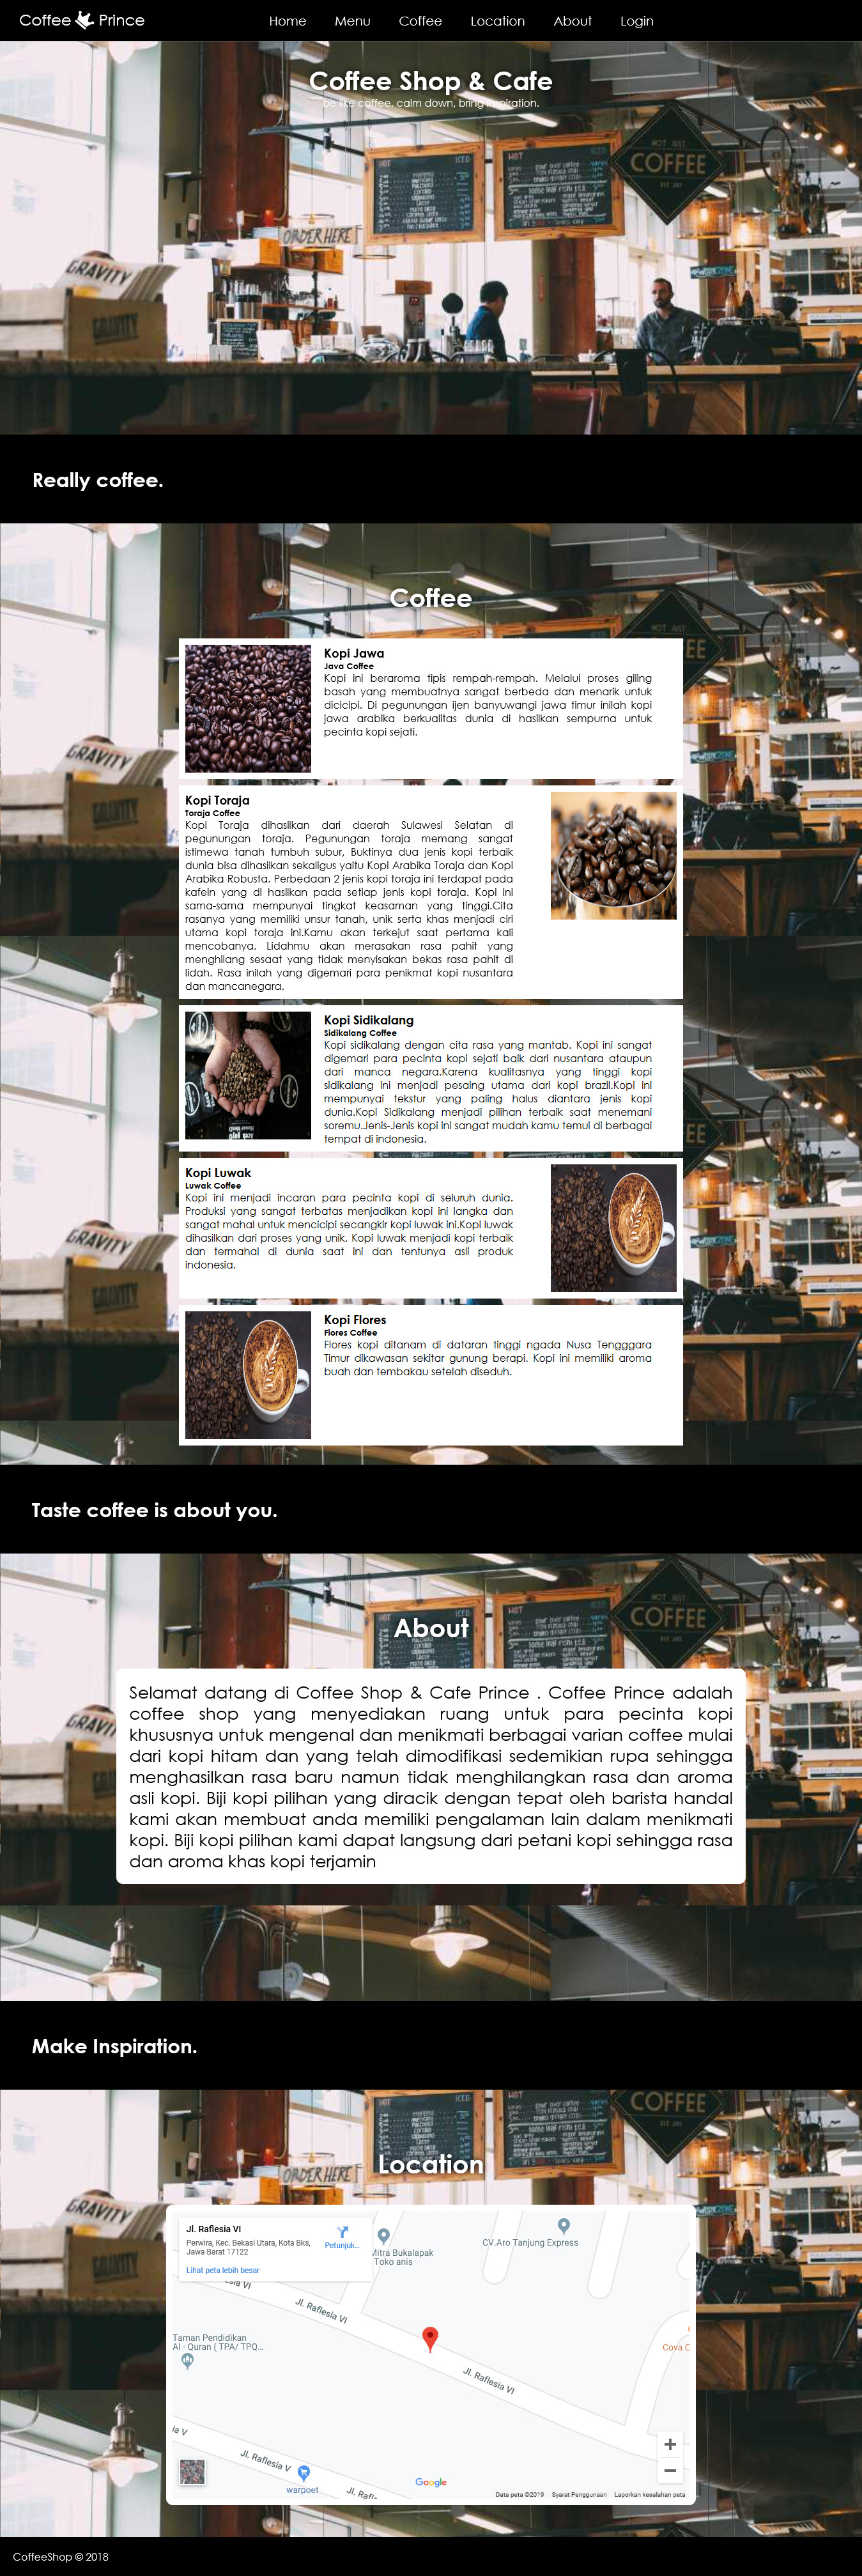 Coffee Prince
Home Menu Coffee Location About Login
Coffee Shop & Cafe
be like coffee. calm down, bring inspiration.
ICED
HOT
HOT
NOT JUST
COFFEE
ORDER HERE
GRAVITY
GRAVITY
Really coffee.
Coffee
Kopi Jawa
Java Coffee
Kopi ini beraroma tipis rempah-rempah. Melalui proses giling
basah yang membuatnya sangat berbeda dan menarik untuk
dicicipi. Di pegunungan ijen banyuwangi jawa timur inilah kopi
jawa arabika berkualitas dunia di hasilkan sempurna untuk
pecinta kopi sejati.
GRAVITY
Kopi Toraja
Toraja Coffee
Kopi Toraja dihasilkan dari daerah Sulawesi Selatan di
pegunungan toraja. Pegunungan toraja memang sangat
istimewa tanah tumbuh subur, Buktinya dua jenis kopi terbaik
dunia bisa dihasilkan sekaligus yaitu Kopi Arabika Toraja dan Kopi
Arabika Robusta. Perbedaan 2 jenis kopi toraja ini terdapat pada
kafein yang di hasilkan pada setiap jenis kopi toraja. Kopi ini
sama-sama mempunyai tingkat keasaman yang tinggi.Cita
rasanya yang memiliki unsur tanah, unik serta khas menjadi ciri
utama kopi toraja ini.Kamu akan terkejut saat pertama kali
mencobanya. Lidahmu akan merasakan rasa pahit yang
menghilang sesaat yang tidak menyisakan bekas rasa pahit di
lidah. Rasa inilah yang digemari para penikmat kopi nusantara
dan mancanegara.
Kopi Sidikalang
Sidikalang Coffee
Kopi sidikalang dengan cita rasa yang mantab. Kopi ini sangat
digemari para pecinta kopi sejati baik dari nusantara ataupun
dari manca negara.Karena kualitasnya yang tinggi kopi
sidikalang ini menjadi pesaing utama dari kopi brazil.Kopi ini
mempunyai tekstur yang paling halus diantara jenis kopi
dunia.Kopi Sidikalang menjadi pilihan terbaik saat menemani
soremu.Jenis-Jenis kopi ini sangat mudah kamu temui di berbagai
tempat di indonesia.
Kopi Luwak
Luwak Coffee
Kopi ini menjadi incaran para pecinta kopi di seluruh dunia.
Produksi yang sangat terbatas menjadikan kopi ini langka dan
sangat mahal untuk mencicipi secangkir kopi luwak ini.Kopi luwak
dihasilkan dari proses yang unik. Kopi luwak menjadi kopi terbaik
dan termahal di dunia saat ini dan tentunya asli produk
indonesia.
GRAVITY
Kopi Flores
Flores Coffee
Flores kopi ditanam di dataran tinggi ngada Nusa Tengggara
Timur dikawasan sekitar gunung berapi. Kopi ini memiliki aroma
buah dan tembakau setelah diseduh.
Taste coffee is about you.
HOT
NOT JUST
COFFEE
About
Selamat datang di Coffee Shop & Cafe Prince . Coffee Prince adalah
coffee shop yang menyediakan ruang untuk para pecinta kopi
khususnya untuk mengenal dan menikmati berbagai varian coffee mulai
dari kopi hitam dan yang telah dimodifikasi sedemikian rupa sehingga
menghasilkan rasa baru namun tidak menghilangkan rasa dan aroma
asli kopi. Biji kopi pilihan yang diracik dengan tepat oleh barista handal
kami akan membuat anda memiliki pengalaman lain dalam menikmati
kopi. Biji kopi pilihan kami dapat langsung dari petani kopi sehingga rasa
dan aroma khas kopi terjamin
Make Inspiration.
HOT
COFFEE
ORDER HERE
Location
GRAVITY
Jl. Raflesia VI
Perwira, Kec. Bekasi Utara, Kota Bks,
Jawa Barat 17122
Petunjuk...
Lihat peta lebih besar
Mitra Bukalapak
Toko anis
CV.Aro Tanjung Express
Jl. Raflesia VI
Taman Pendidikan
Al - Quran ( TPA/ TPQ...
Cova C
Jl. Raflesia VI
Jl. Raflesia V
warpoet
Google
Data peta ©2019 Syarat Penggunaan Laporkan kesalahan peta
CoffeeShop © 2018